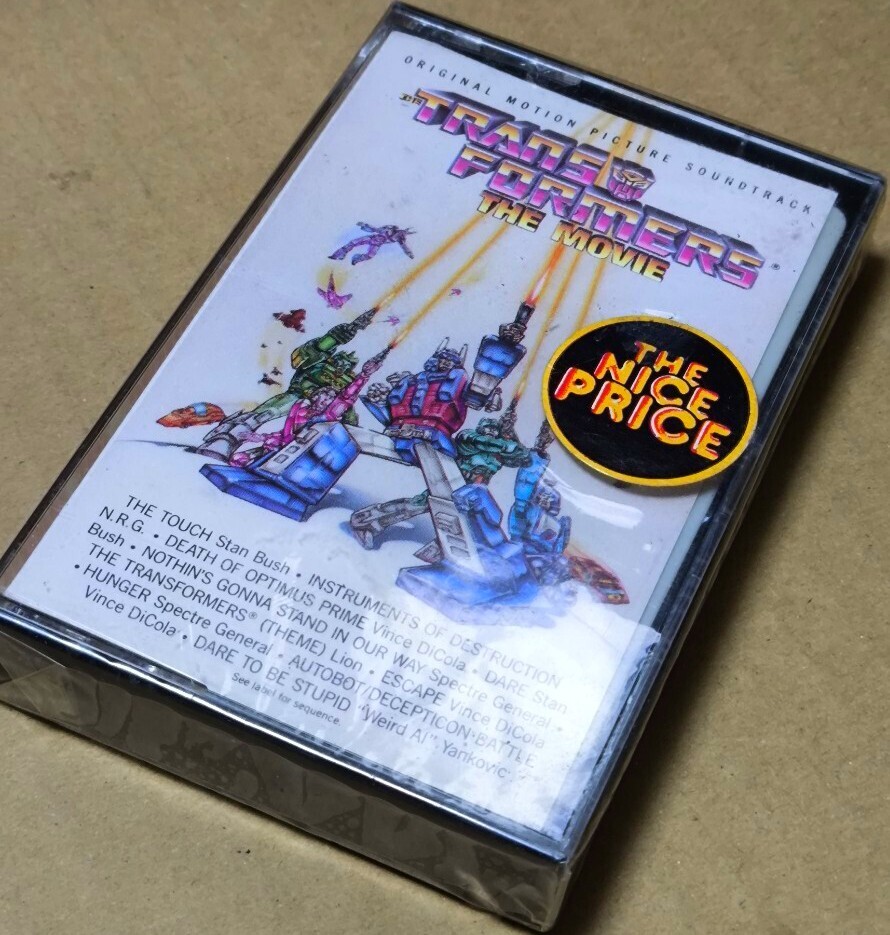 ORIGINAL MOTION PICTURE SOUNDTRACK
THE
TRANS
FORMERS®
THE MOVIE
THE
NICE
PRICE
THE TOUCH Stan Bush • INSTRUMENTS OF DESTRUCTION
N.R.G. • DEATH OF OPTIMUS PRIME Vince DiCola • DARE Stan
Bush • NOTHIN'S GONNA STAND IN OUR WAY Spectre General •
THE TRANSFORMERS® (THEME) Lion • ESCAPE Vince DiCola
• HUNGER Spectre General • AUTOBOT/DECEPTICON BATTLE
Vince DiCola • DARE TO BE STUPID "Weird Al" Yankovic
See label for sequence.